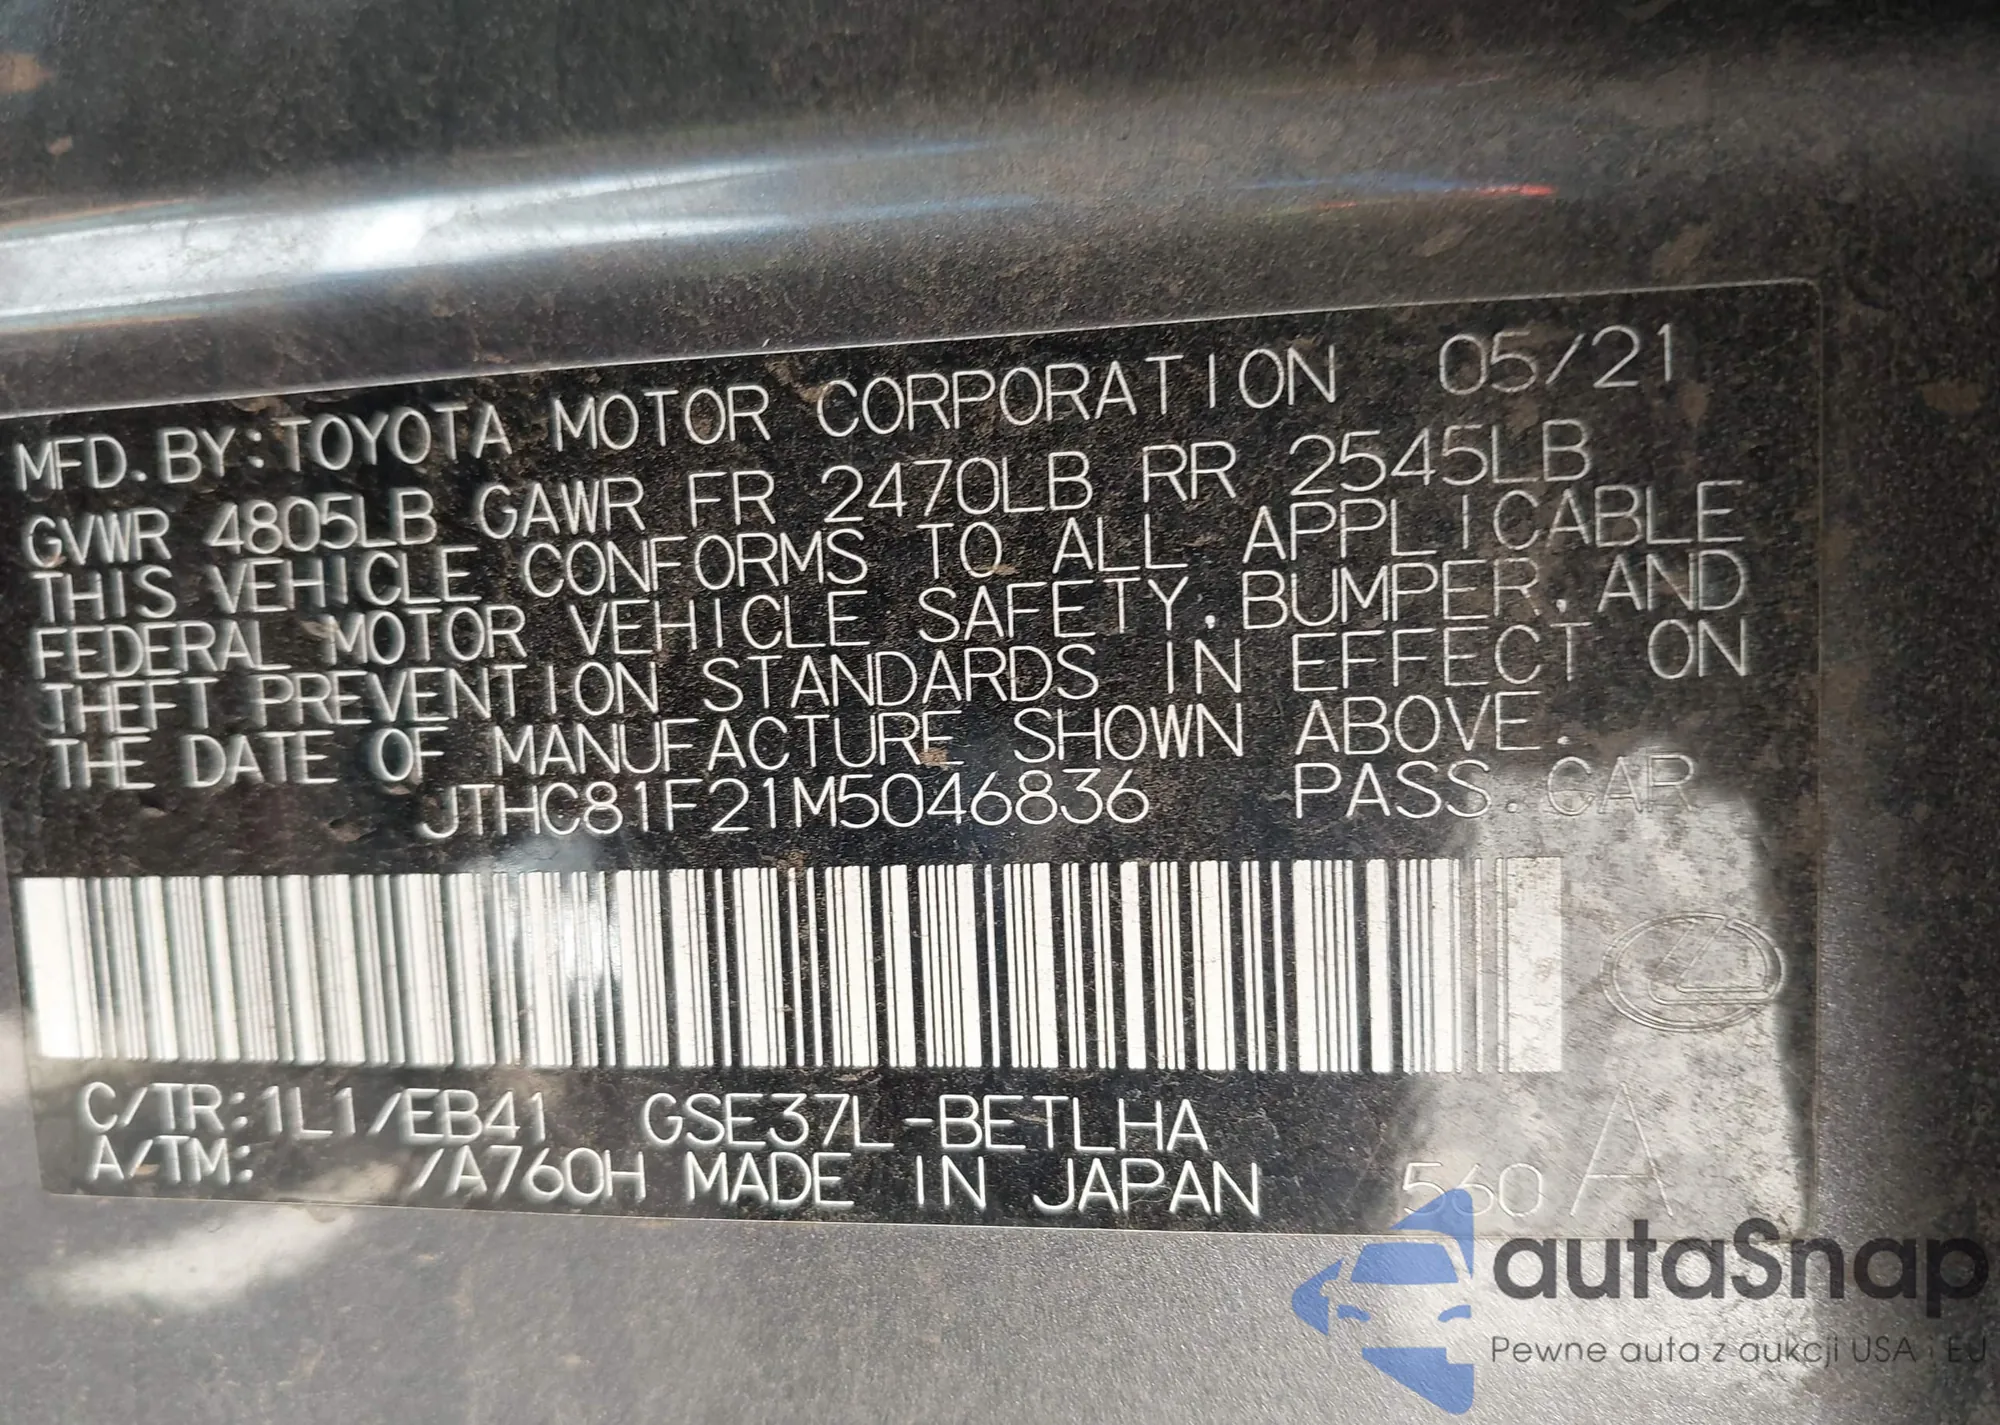 MFD. BY: TOYOTA MOTOR CORPORATION 05/21
GVWR 4805LB GAWR FR 2470LB RR 2545LB
THIS VEHICLE CONFORMS TO ALL APPLICABLE
FEDERAL MOTOR VEHICLE SAFETY, BUMPER, AND
THEFT PREVENTION STANDARDS IN EFFECT ON
THE DATE OF MANUFACTURE SHOWN ABOVE.
JTHC81F21M5046836 PASS. CAR
C/TR: 1L1/EB41 GSE37L-BETLHA
A/TM: /A760H MADE IN JAPAN 560 A
autaSnap
Pewne auta z aukcji USA i EU